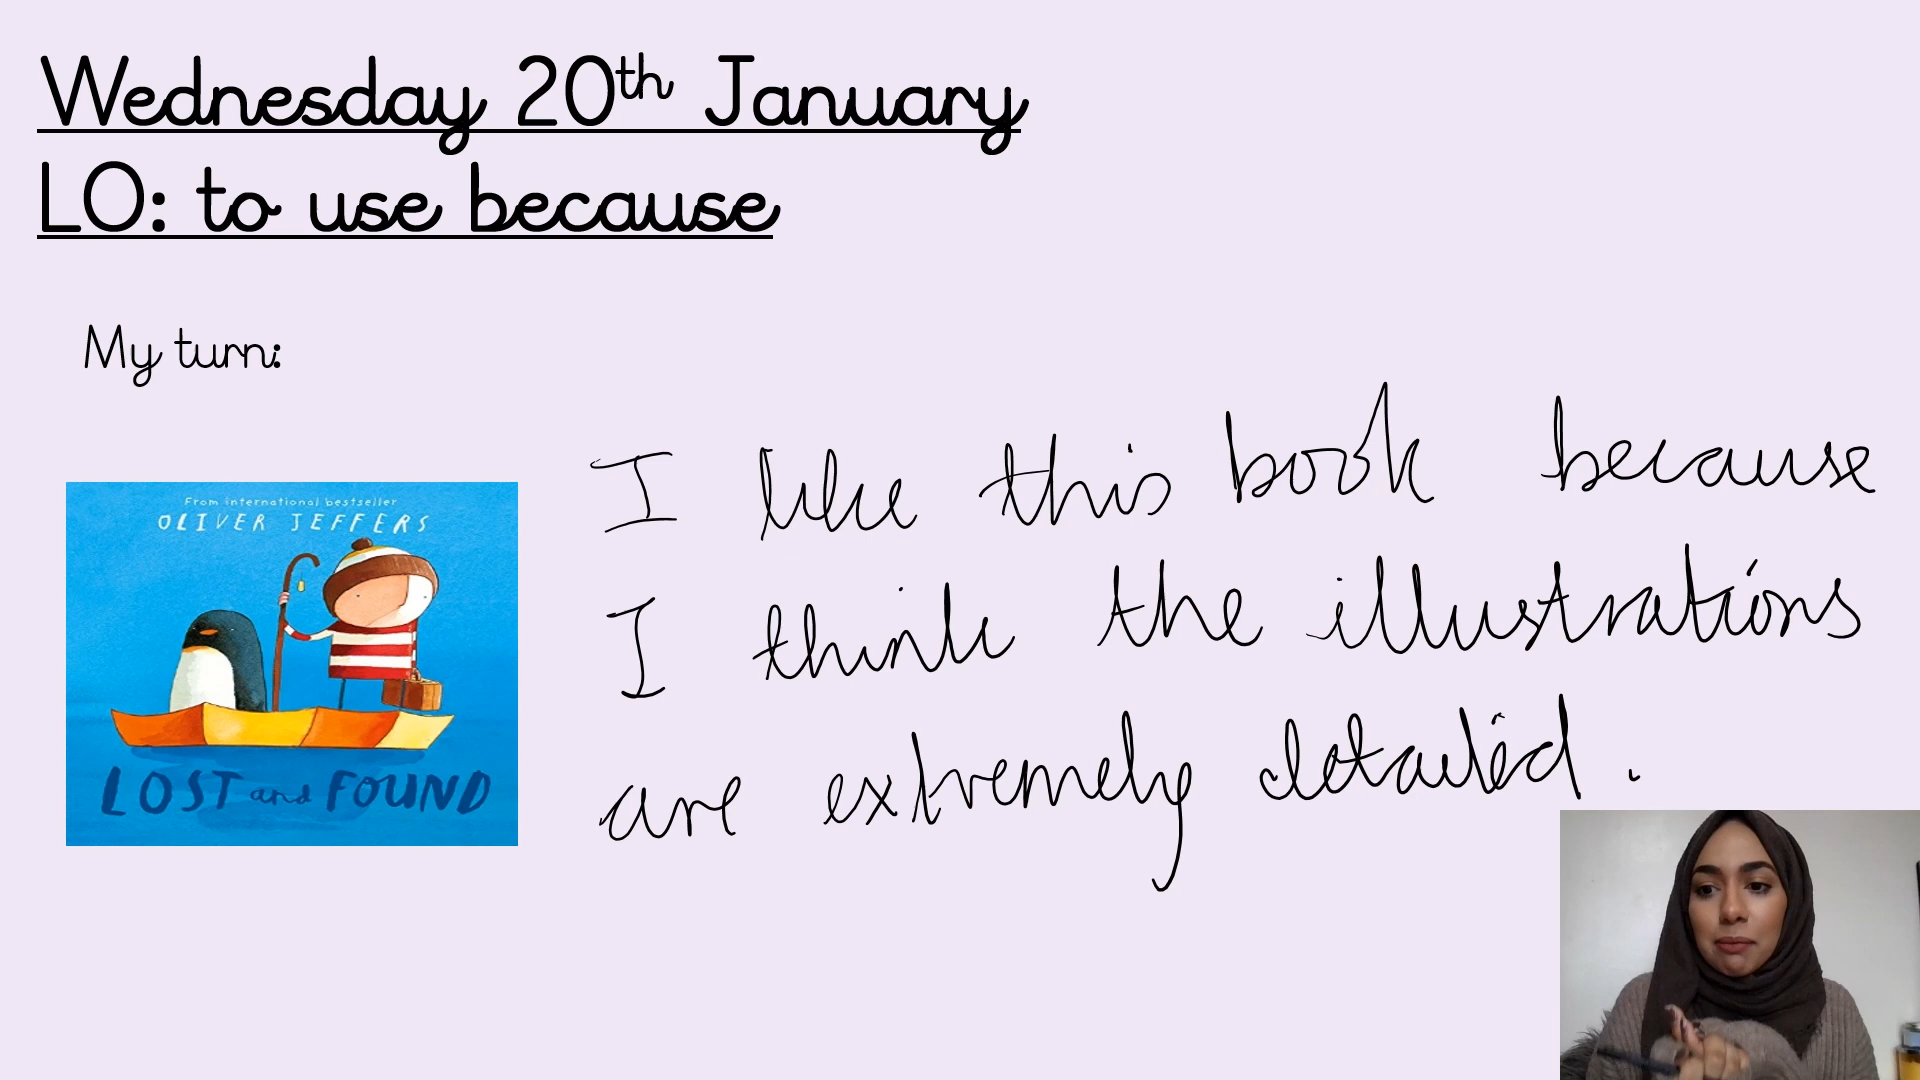 Wednesday 20th January
LO: to use because
My turn:
From international bestseller
OLIVER JEFFERS
LOST and FOUND
I like this book because
I think the illustrations
are extremely detailed.